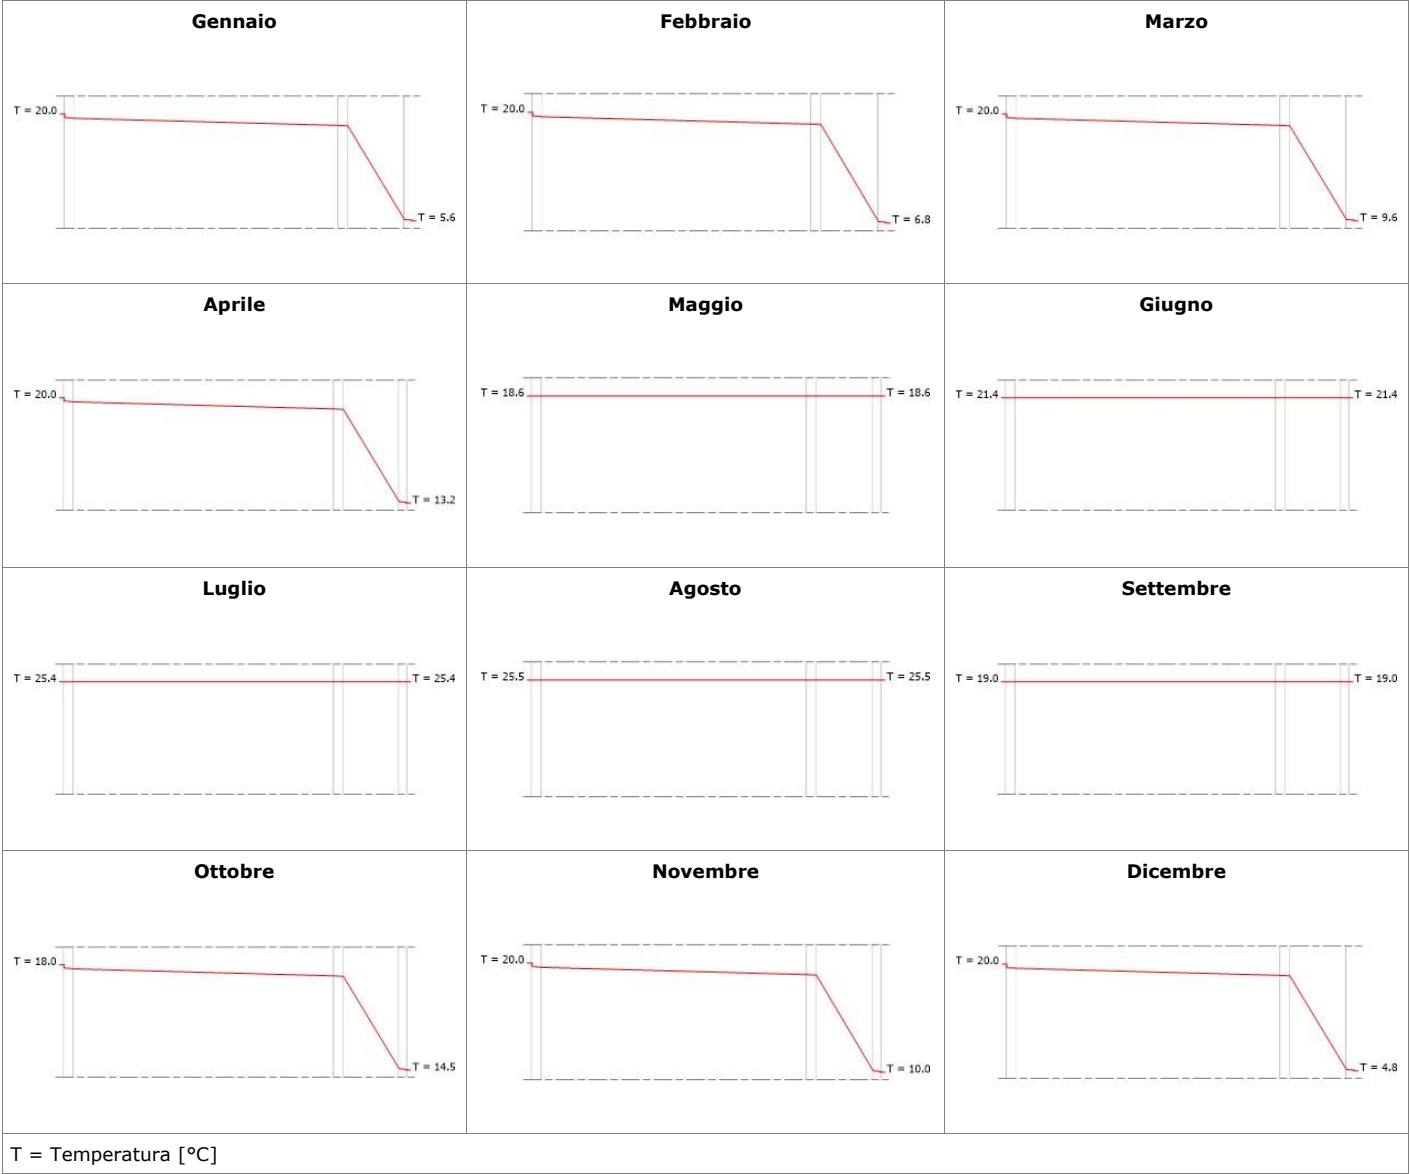 Gennaio
T = 20.0
T = 5.6
Febbraio
T = 20.0
T = 6.8
Marzo
T = 20.0
T = 9.6
Aprile
T = 20.0
T = 13.2
Maggio
T = 18.6
T = 18.6
Giugno
T = 21.4
T = 21.4
Luglio
T = 25.4
T = 25.4
Agosto
T = 25.5
T = 25.5
Settembre
T = 19.0
T = 19.0
Ottobre
T = 18.0
T = 14.5
Novembre
T = 20.0
T = 10.0
Dicembre
T = 20.0
T = 4.8
T = Temperatura [°C]